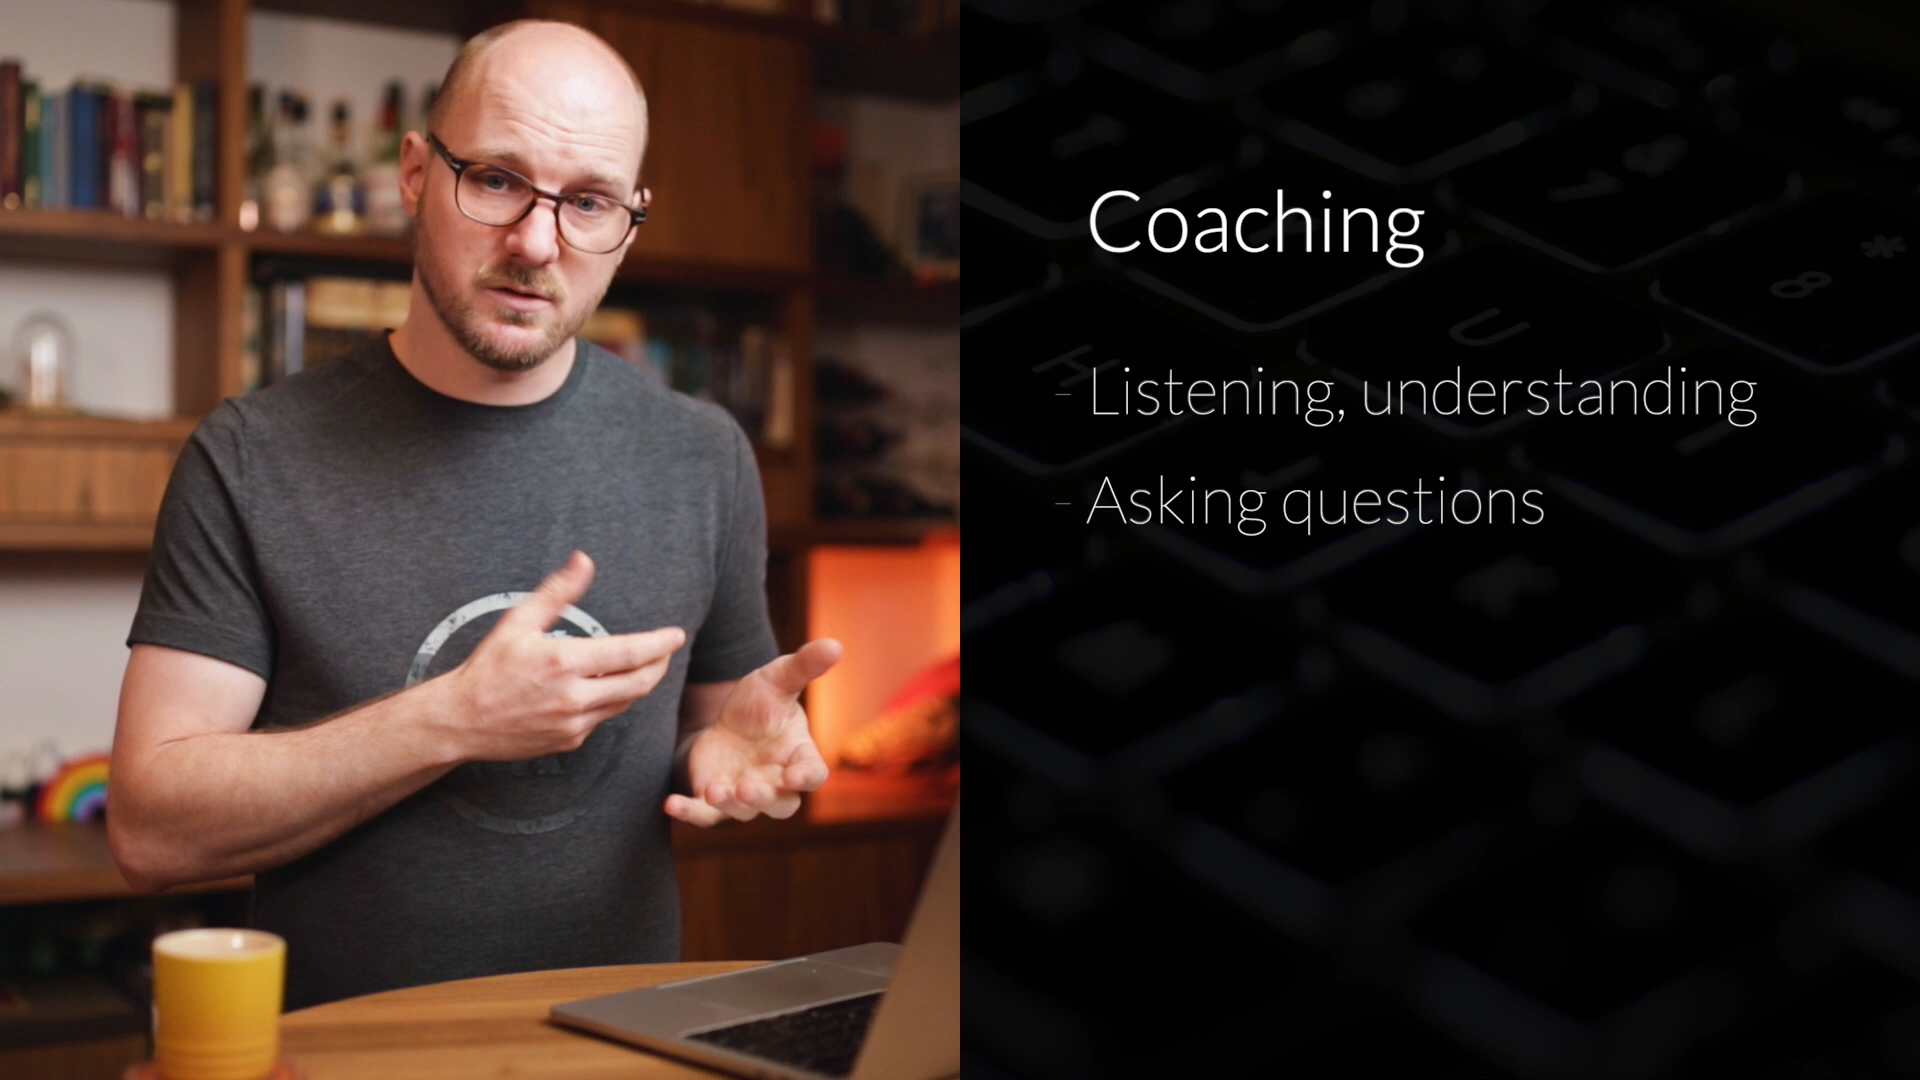 Coaching
- Listening, understanding
- Asking questions